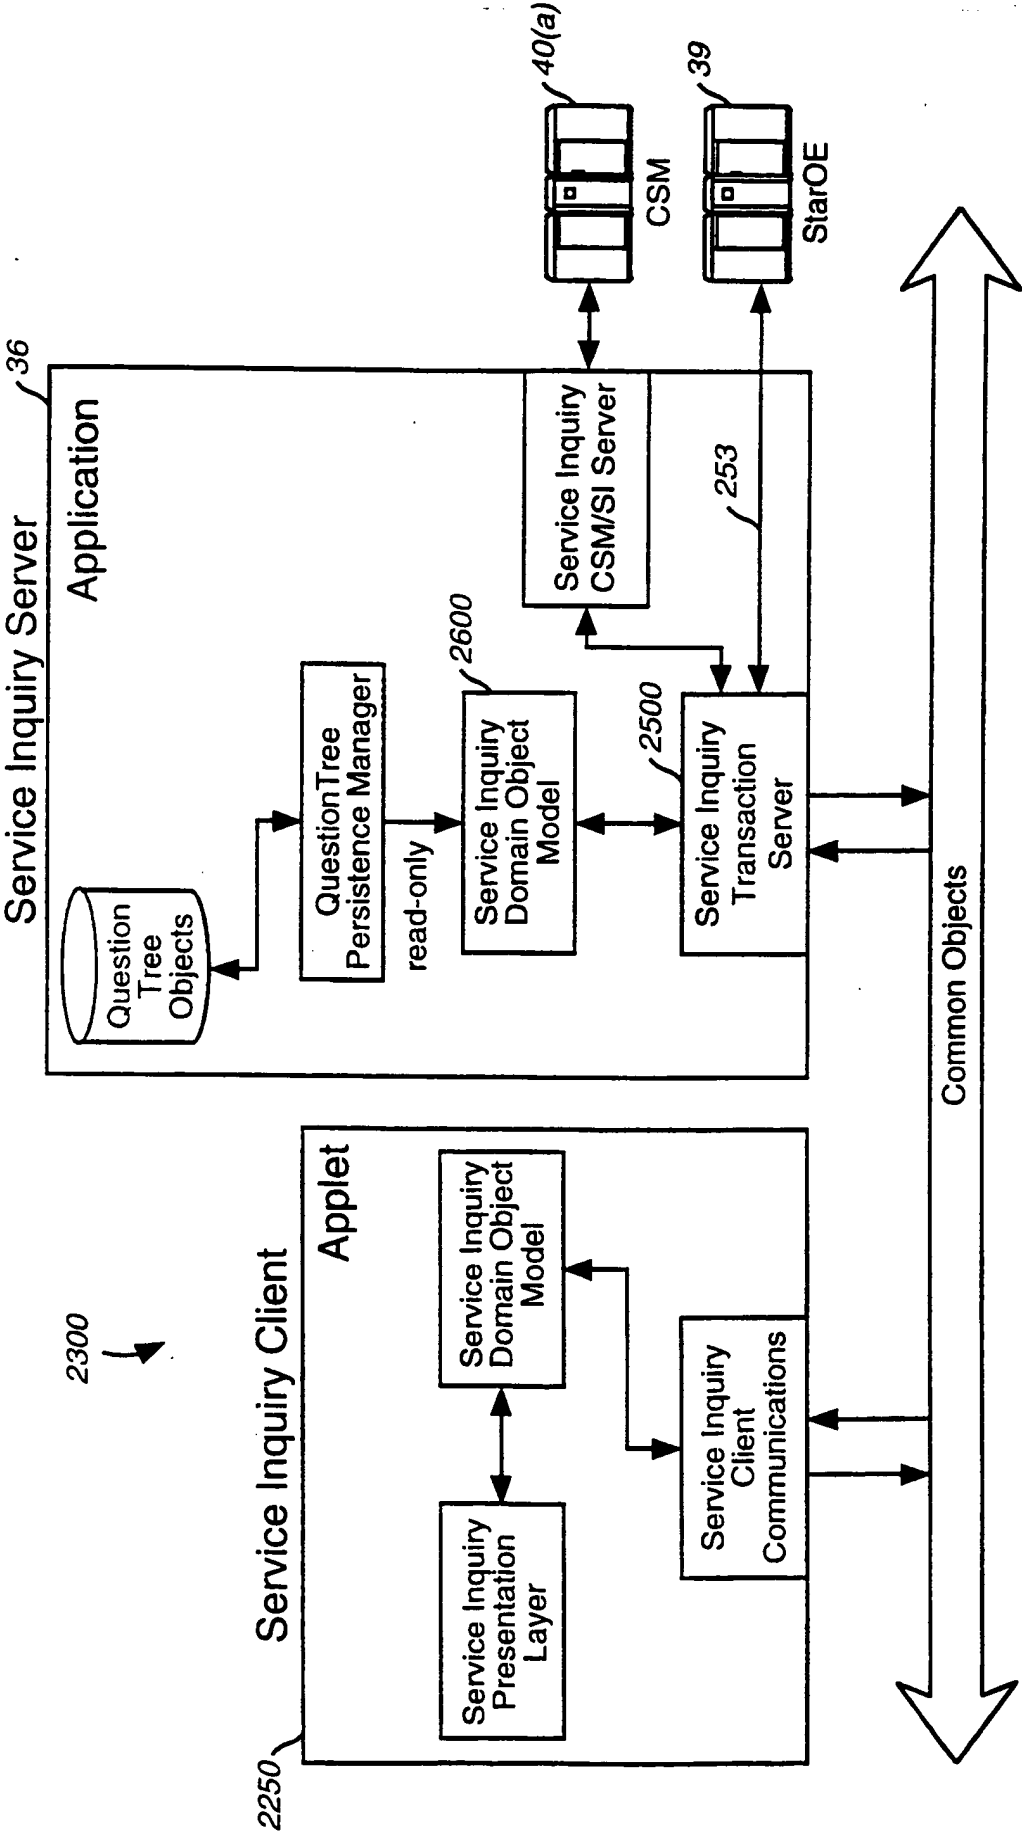 2300
Service Inquiry Client
2250
Applet
Service Inquiry
Presentation
Layer
Service Inquiry
Domain Object
Model
Service Inquiry
Client
Communications
Service Inquiry Server
36
Application
Question
Tree
Objects
QuestionTree
Persistence Manager
read-only
Service Inquiry
Domain Object
Model
2600
Service Inquiry
Transaction
Server
2500
Service Inquiry
CSM/SI Server
253
40(a)
CSM
39
StarOE
Common Objects